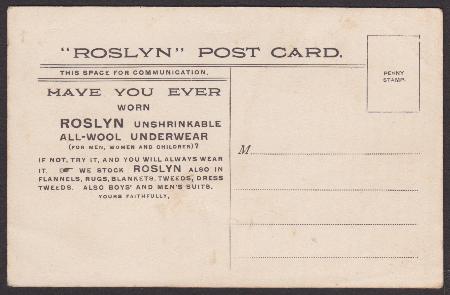 "ROSLYN" POST CARD.
PENNY
STAMP.
THIS SPACE FOR COMMUNICATION.
HAVE YOU EVER
WORN
ROSLYN UNSHRINKABLE
ALL-WOOL UNDERWEAR
(FOR MEN, WOMEN AND CHILDREN)?
IF NOT, TRY IT, AND YOU WILL ALWAYS WEAR
IT. ☞ WE STOCK ROSLYN ALSO IN
FLANNELS, RUGS, BLANKETS, TWEEDS, DRESS
TWEEDS. ALSO BOYS' AND MEN'S SUITS.
YOURS FAITHFULLY,
M